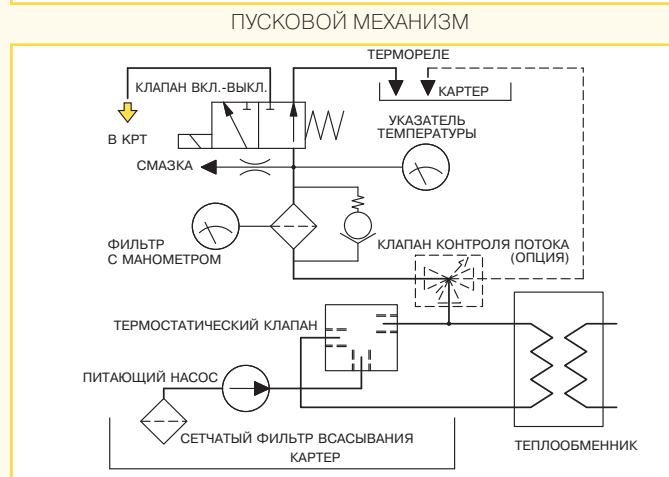 ПУСКОВОЙ МЕХАНИЗМ
ТЕРМОРЕЛЕ
КЛАПАН ВКЛ.-ВЫКЛ.
КАРТЕР
В КРТ
УКАЗАТЕЛЬ
ТЕМПЕРАТУРЫ
СМАЗКА
ФИЛЬТР
С МАНОМЕТРОМ
КЛАПАН КОНТРОЛЯ ПОТОКА
(ОПЦИЯ)
ТЕРМОСТАТИЧЕСКИЙ КЛАПАН
ПИТАЮЩИЙ НАСОС
СЕТЧАТЫЙ ФИЛЬТР ВСАСЫВАНИЯ
КАРТЕР
ТЕПЛООБМЕННИК